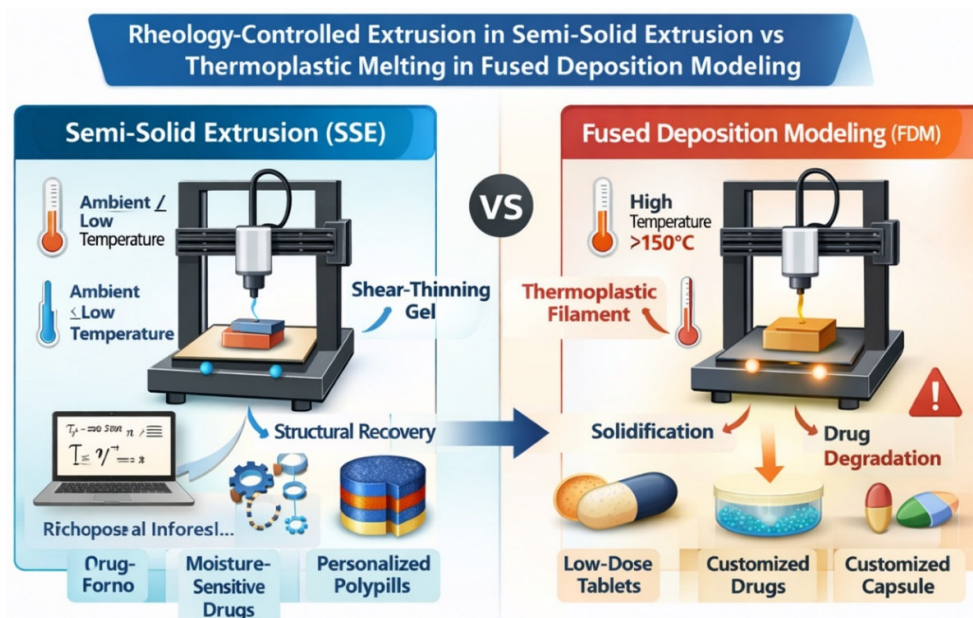 Rheology-Controlled Extrusion in Semi-Solid Extrusion vs
Thermoplastic Melting in Fused Deposition Modeling
Semi-Solid Extrusion (SSE)
Ambient /
Low
Temperature
Ambient
≤Low
Temperature
Shear-Thinning
Gel
Structural Recovery
Richoposal Inforesl...
Drug-
Forno
Moisture-
Sensitive
Drugs
Personalized
Polypills
VS
Fused Deposition Modeling (FDM)
High
Temperature
>150°C
Thermoplastic
Filament
Solidification
Drug
Degradation
Low-Dose
Tablets
Customized
Drugs
Customized
Capsule